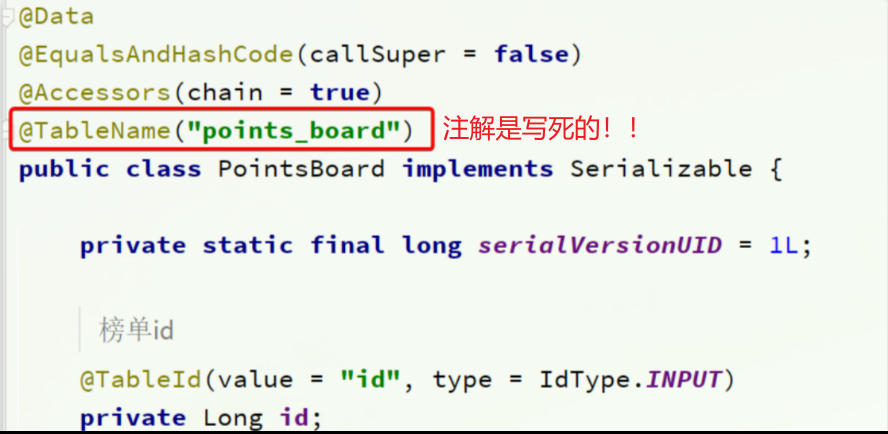 @Data
@EqualsAndHashCode(callSuper = false)
@Accessors(chain = true)
@TableName("points_board") 注解是写死的！！
public class PointsBoard implements Serializable {
private static final long serialVersionUID = 1L;
榜单id
@TableId(value = "id", type = IdType.INPUT)
private Long id;